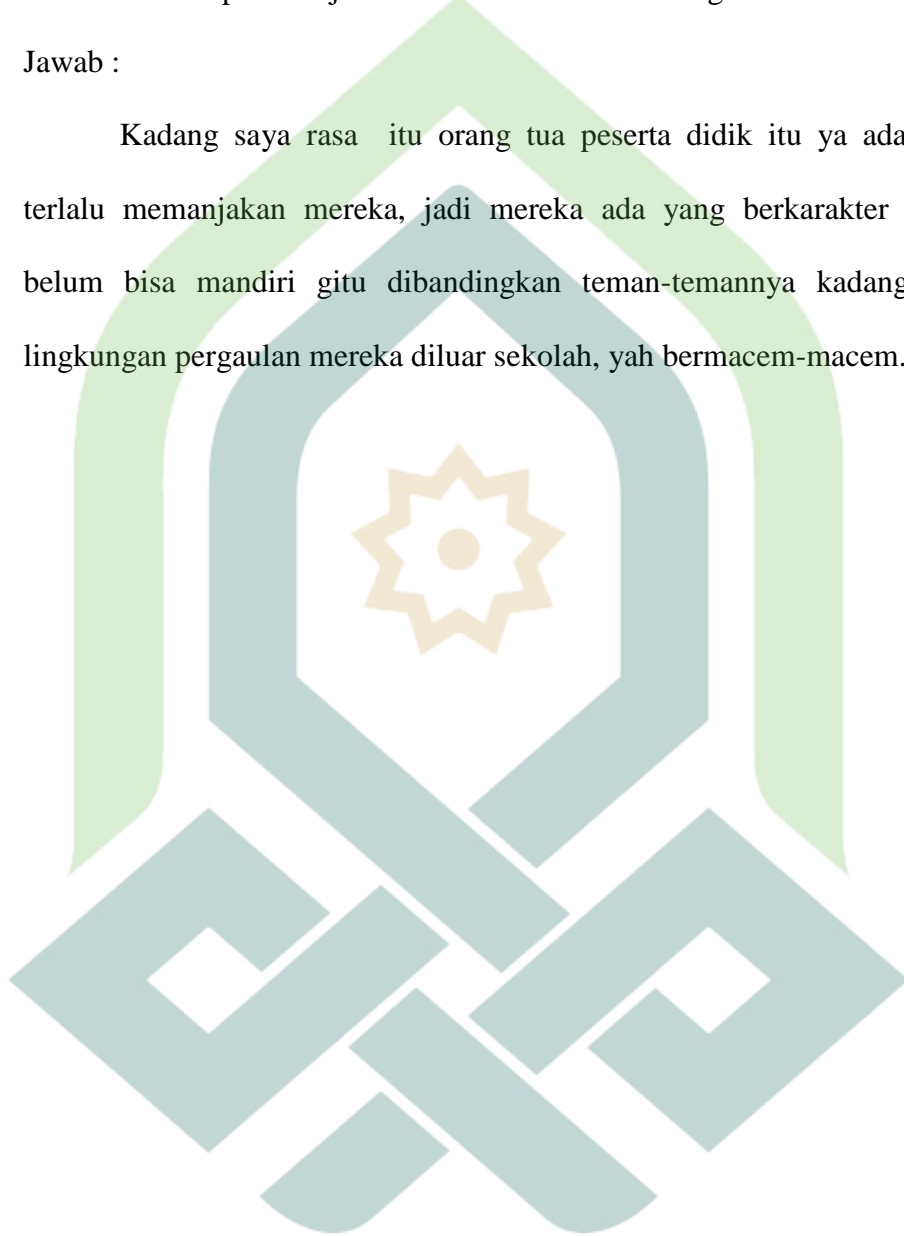 Jawab :
Kadang saya rasa itu orang tua peserta didik itu ya ada
terlalu memanjakan mereka, jadi mereka ada yang berkarakter
belum bisa mandiri gitu dibandingkan teman-temannya kadang
lingkungan pergaulan mereka diluar sekolah, yah bermacem-macem.